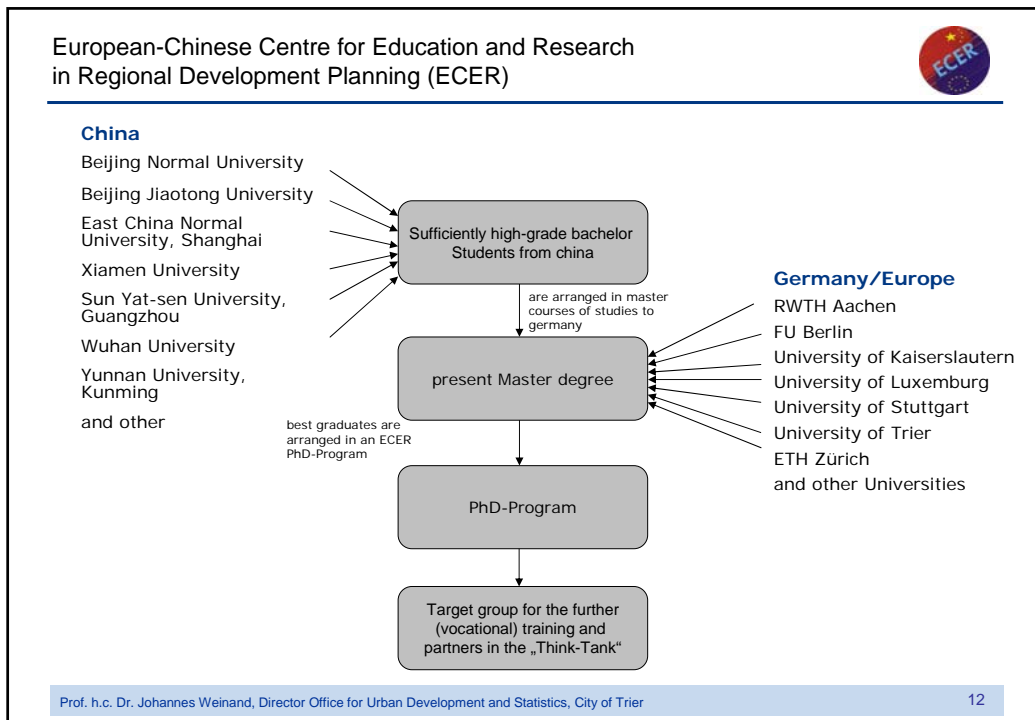 European-Chinese Centre for Education and Research
in Regional Development Planning (ECER)
ECER
China
Beijing Normal University
Beijing Jiaotong University
East China Normal
University, Shanghai
Xiamen University
Sun Yat-sen University,
Guangzhou
Wuhan University
Yunnan University,
Kunming
and other
Sufficiently high-grade bachelor
Students from china
are arranged in master
courses of studies to
germany
Germany/Europe
RWTH Aachen
FU Berlin
University of Kaiserslautern
University of Luxemburg
University of Stuttgart
University of Trier
ETH Zürich
and other Universities
present Master degree
best graduates are
arranged in an ECER
PhD-Program
PhD-Program
Target group for the further
(vocational) training and
partners in the „Think-Tank“
Prof. h.c. Dr. Johannes Weinand, Director Office for Urban Development and Statistics, City of Trier
12